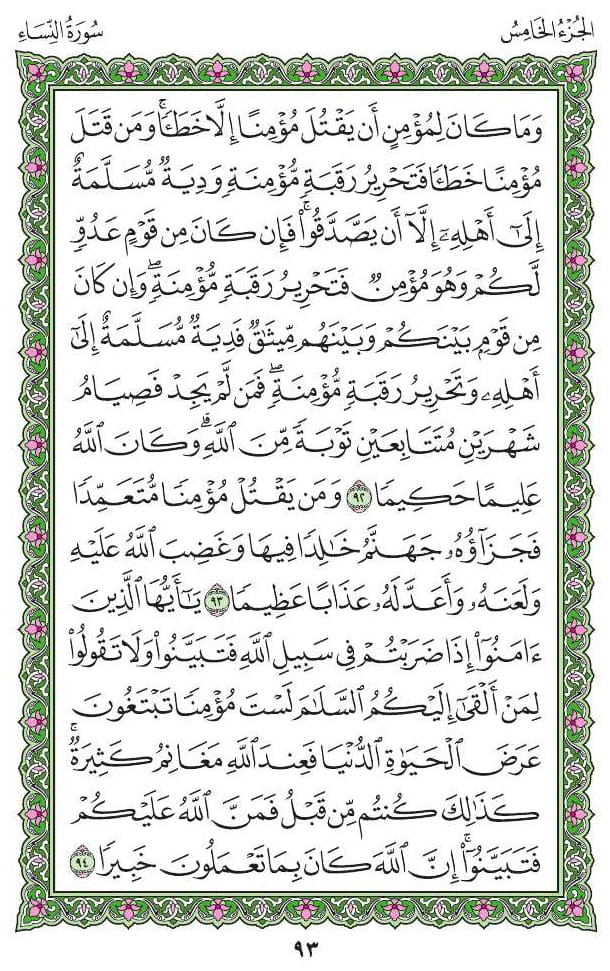 الجُزْءُ الخَامِسُ
سُورَةُ النِّسَاءِ
وَمَا كَانَ لِمُؤْمِنٍ أَن يَقْتُلَ مُؤْمِنًا إِلَّا خَطَـًٔا ۚ وَمَن قَتَلَ
مُؤْمِنًا خَطَـًٔا فَتَحْرِيرُ رَقَبَةٍ مُّؤْمِنَةٍ وَدِيَةٌ مُّسَلَّمَةٌ
إِلَىٰٓ أَهْلِهِۦٓ إِلَّآ أَن يَصَّدَّقُوا۟ ۚ فَإِن كَانَ مِن قَوْمٍ عَدُوٍّ
لَّكُمْ وَهُوَ مُؤْمِنٌ فَتَحْرِيرُ رَقَبَةٍ مُّؤْمِنَةٍ ۖ وَإِن كَانَ
مِن قَوْمٍۭ بَيْنَكُمْ وَبَيْنَهُم مِّيثَـٰقٌ فَدِيَةٌ مُّسَلَّمَةٌ إِلَىٰٓ
أَهْلِهِۦ وَتَحْرِيرُ رَقَبَةٍ مُّؤْمِنَةٍ ۖ فَمَن لَّمْ يَجِدْ فَصِيَامُ
شَهْرَيْنِ مُتَتَابِعَيْنِ تَوْبَةً مِّنَ ٱللَّهِ ۗ وَكَانَ ٱللَّهُ
عَلِيمًا حَكِيمًا ٩٢ وَمَن يَقْتُلْ مُؤْمِنًا مُّتَعَمِّدًا
فَجَزَآؤُهُۥ جَهَنَّمُ خَـٰلِدًا فِيهَا وَغَضِبَ ٱللَّهُ عَلَيْهِ
وَلَعَنَهُۥ وَأَعَدَّ لَهُۥ عَذَابًا عَظِيمًا ٩٣ يَـٰٓأَيُّهَا ٱلَّذِينَ
ءَامَنُوٓا۟ إِذَا ضَرَبْتُمْ فِى سَبِيلِ ٱللَّهِ فَتَبَيَّنُوا۟ وَلَا تَقُولُوا۟
لِمَنْ أَلْقَىٰٓ إِلَيْكُمُ ٱلسَّلَـٰمَ لَسْتَ مُؤْمِنًا تَبْتَغُونَ
عَرَضَ ٱلْحَيَوٰةِ ٱلدُّنْيَا فَعِندَ ٱللَّهِ مَغَانِمُ كَثِيرَةٌ ۚ
كَذَٰلِكَ كُنتُم مِّن قَبْلُ فَمَنَّ ٱللَّهُ عَلَيْكُمْ
فَتَبَيَّنُوٓا۟ ۚ إِنَّ ٱللَّهَ كَانَ بِمَا تَعْمَلُونَ خَبِيرًا ٩٤
٩٣